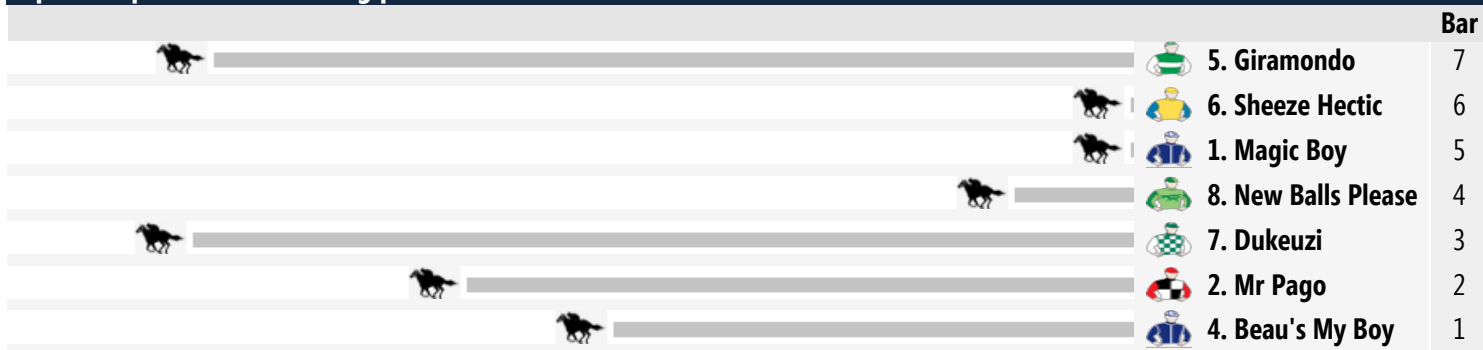 Bar
5. Giramondo 7
6. Sheeze Hectic 6
1. Magic Boy 5
8. New Balls Please 4
7. Dukeuzi 3
2. Mr Pago 2
4. Beau's My Boy 1